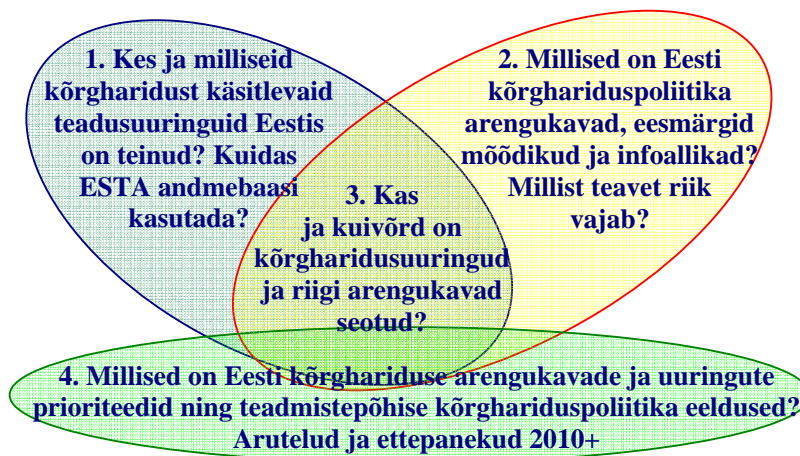 1. Kes ja milliseid
kõrgharidust käsitlevaid
teadusuuringuid Eestis
on teinud? Kuidas
ESTA andmebaasi
kasutada?
2. Millised on Eesti
kõrghariduspoliitika
arengukavad, eesmärgid
mõõdikud ja infoallikad?
Millist teavet riik
vajab?
3. Kas
ja kuivõrd on
kõrgharidusuuringud
ja riigi arengukavad
seotud?
4. Millised on Eesti kõrghariduse arengukavade ja uuringute
prioriteedid ning teadmistepõhise kõrghariduspoliitika eeldused?
Arutelud ja ettepanekud 2010+